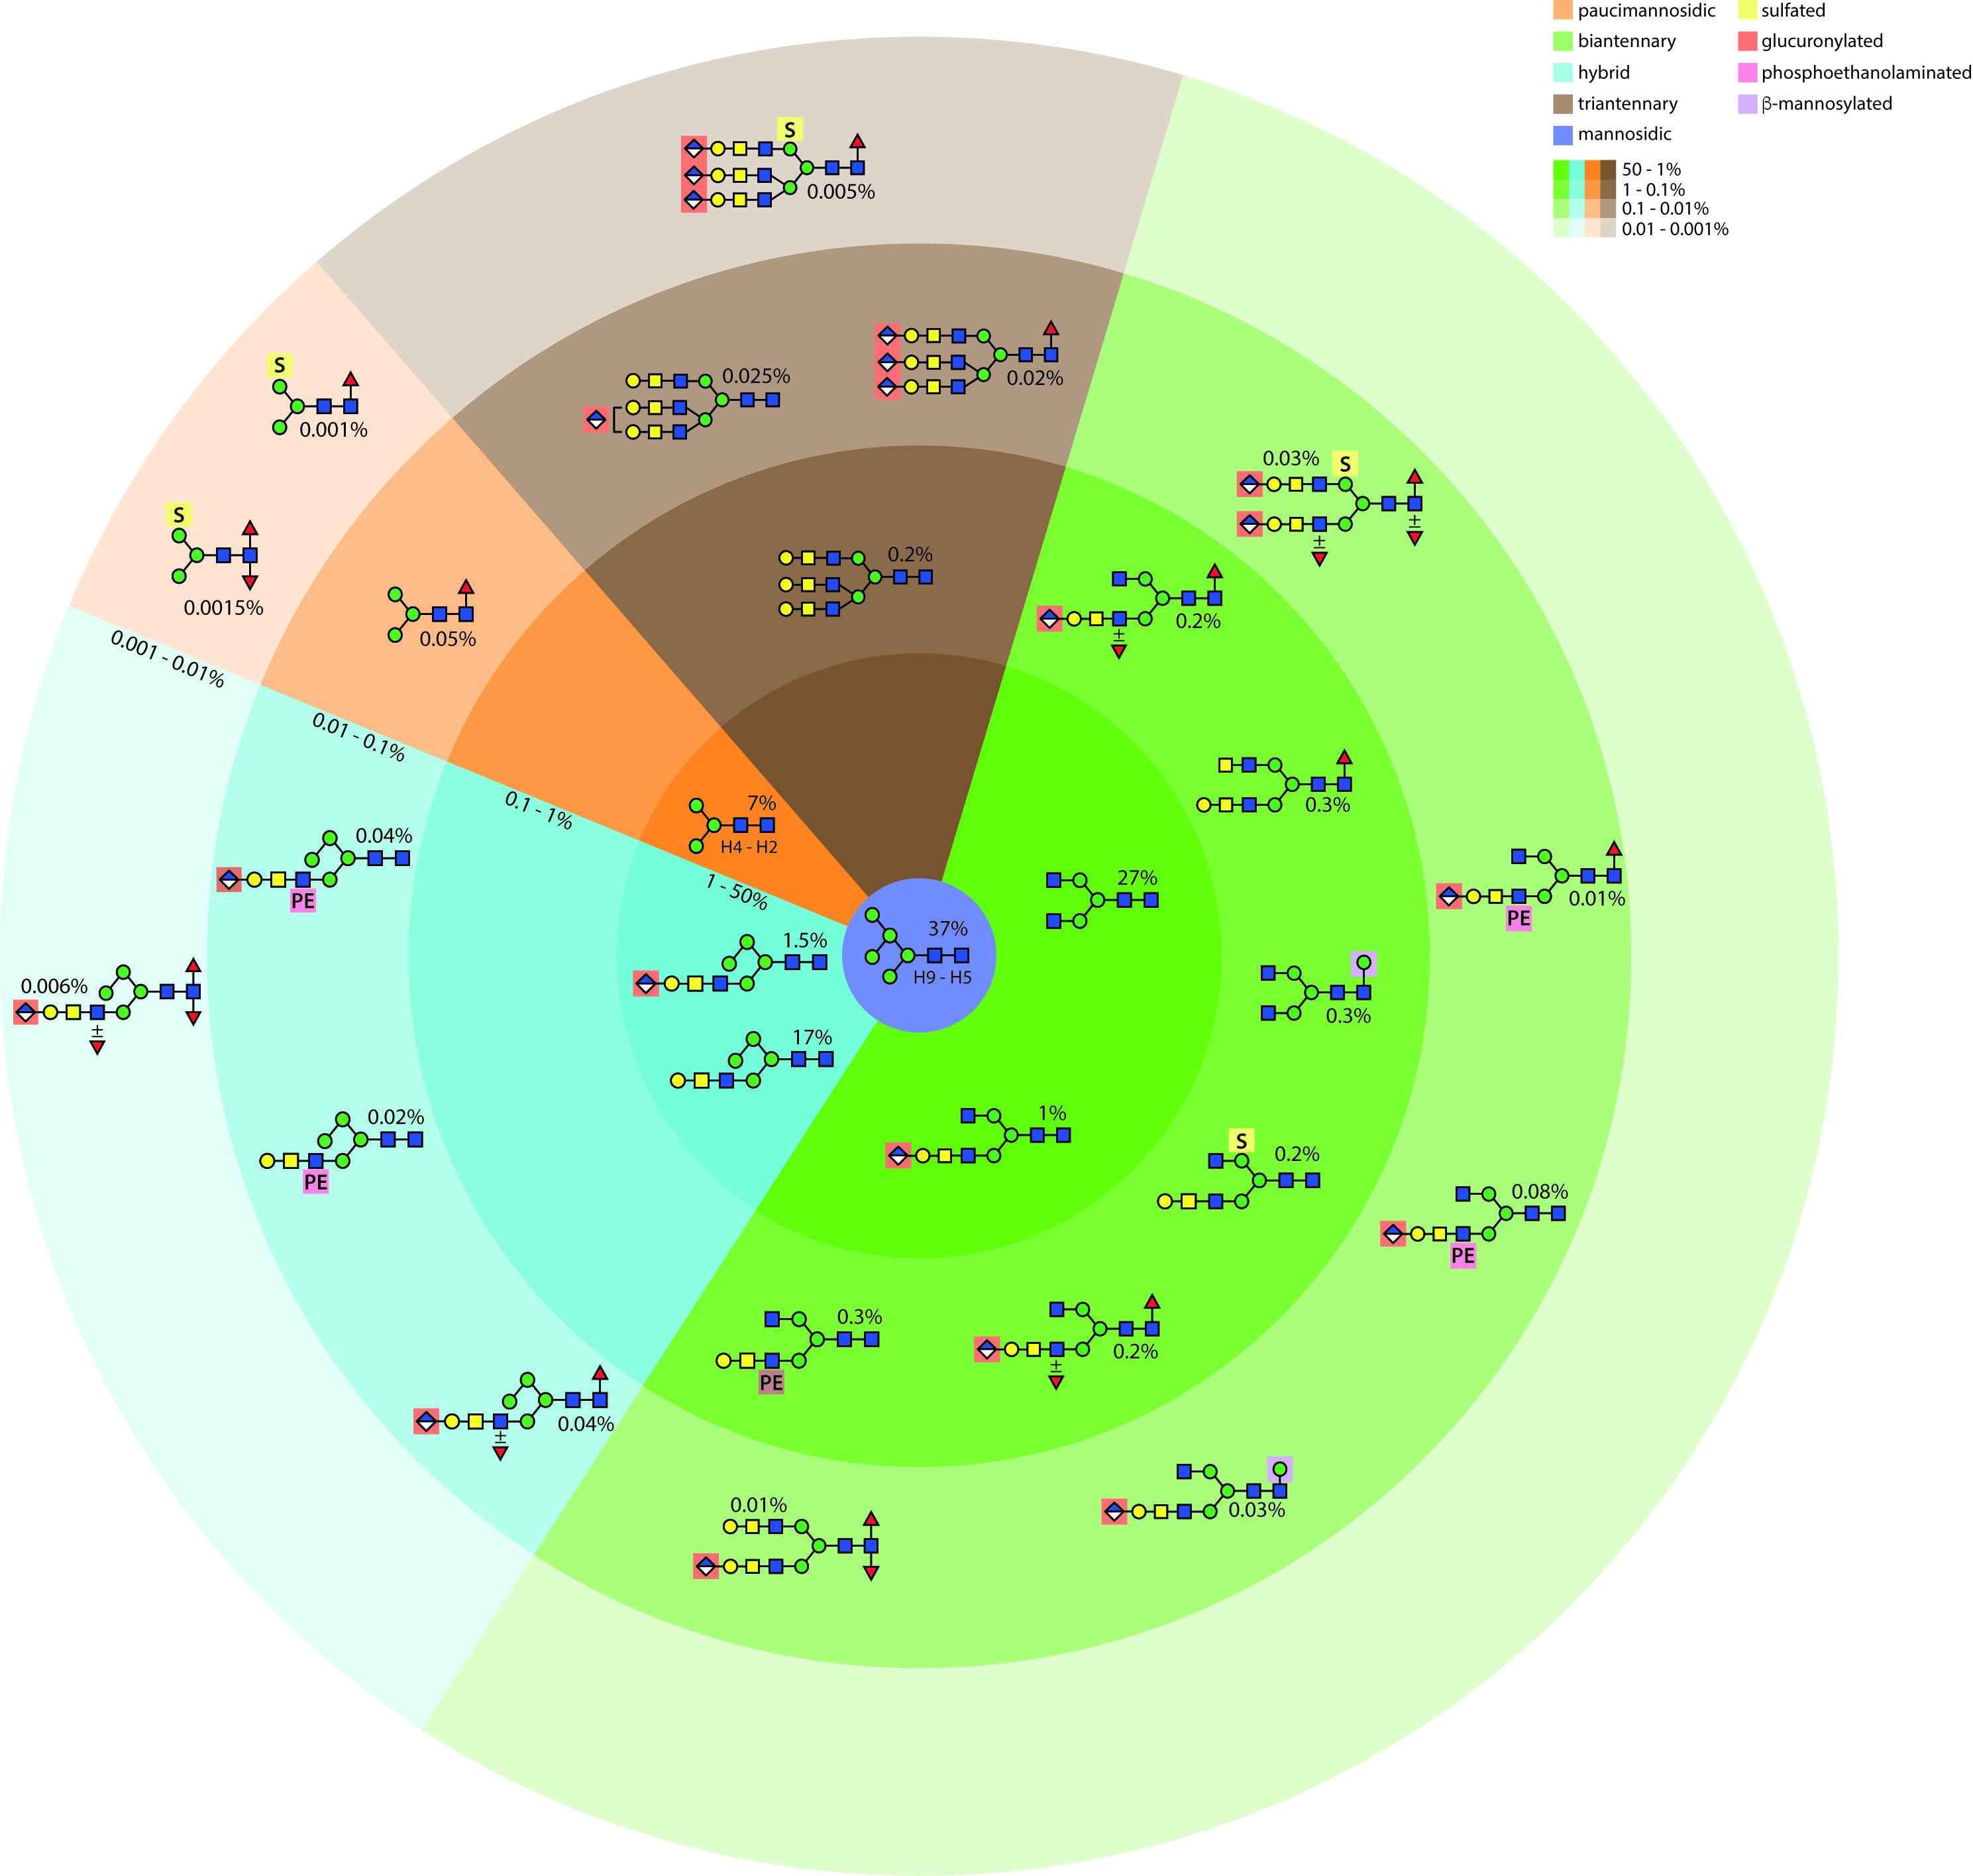 paucimannosidic
biantennary
hybrid
triantennary
mannosidic
sulfated
glucuronylated
phosphoethanolaminated
β-mannosylated
50 - 1%
1 - 0.1%
0.1 - 0.01%
0.01 - 0.001%
S
0.005%
0.025%
0.02%
S
0.001%
S
0.0015%
0.05%
0.2%
0.03%
S
±
±
0.2%
±
0.001 - 0.01%
0.01 - 0.1%
0.1 - 1%
1 - 50%
7%
H4 - H2
0.3%
27%
37%
H9 - H5
0.04%
PE
0.01%
PE
1.5%
0.006%
±
0.3%
17%
0.02%
PE
1%
S
0.2%
0.08%
PE
0.3%
PE
0.2%
±
0.04%
±
0.01%
0.03%